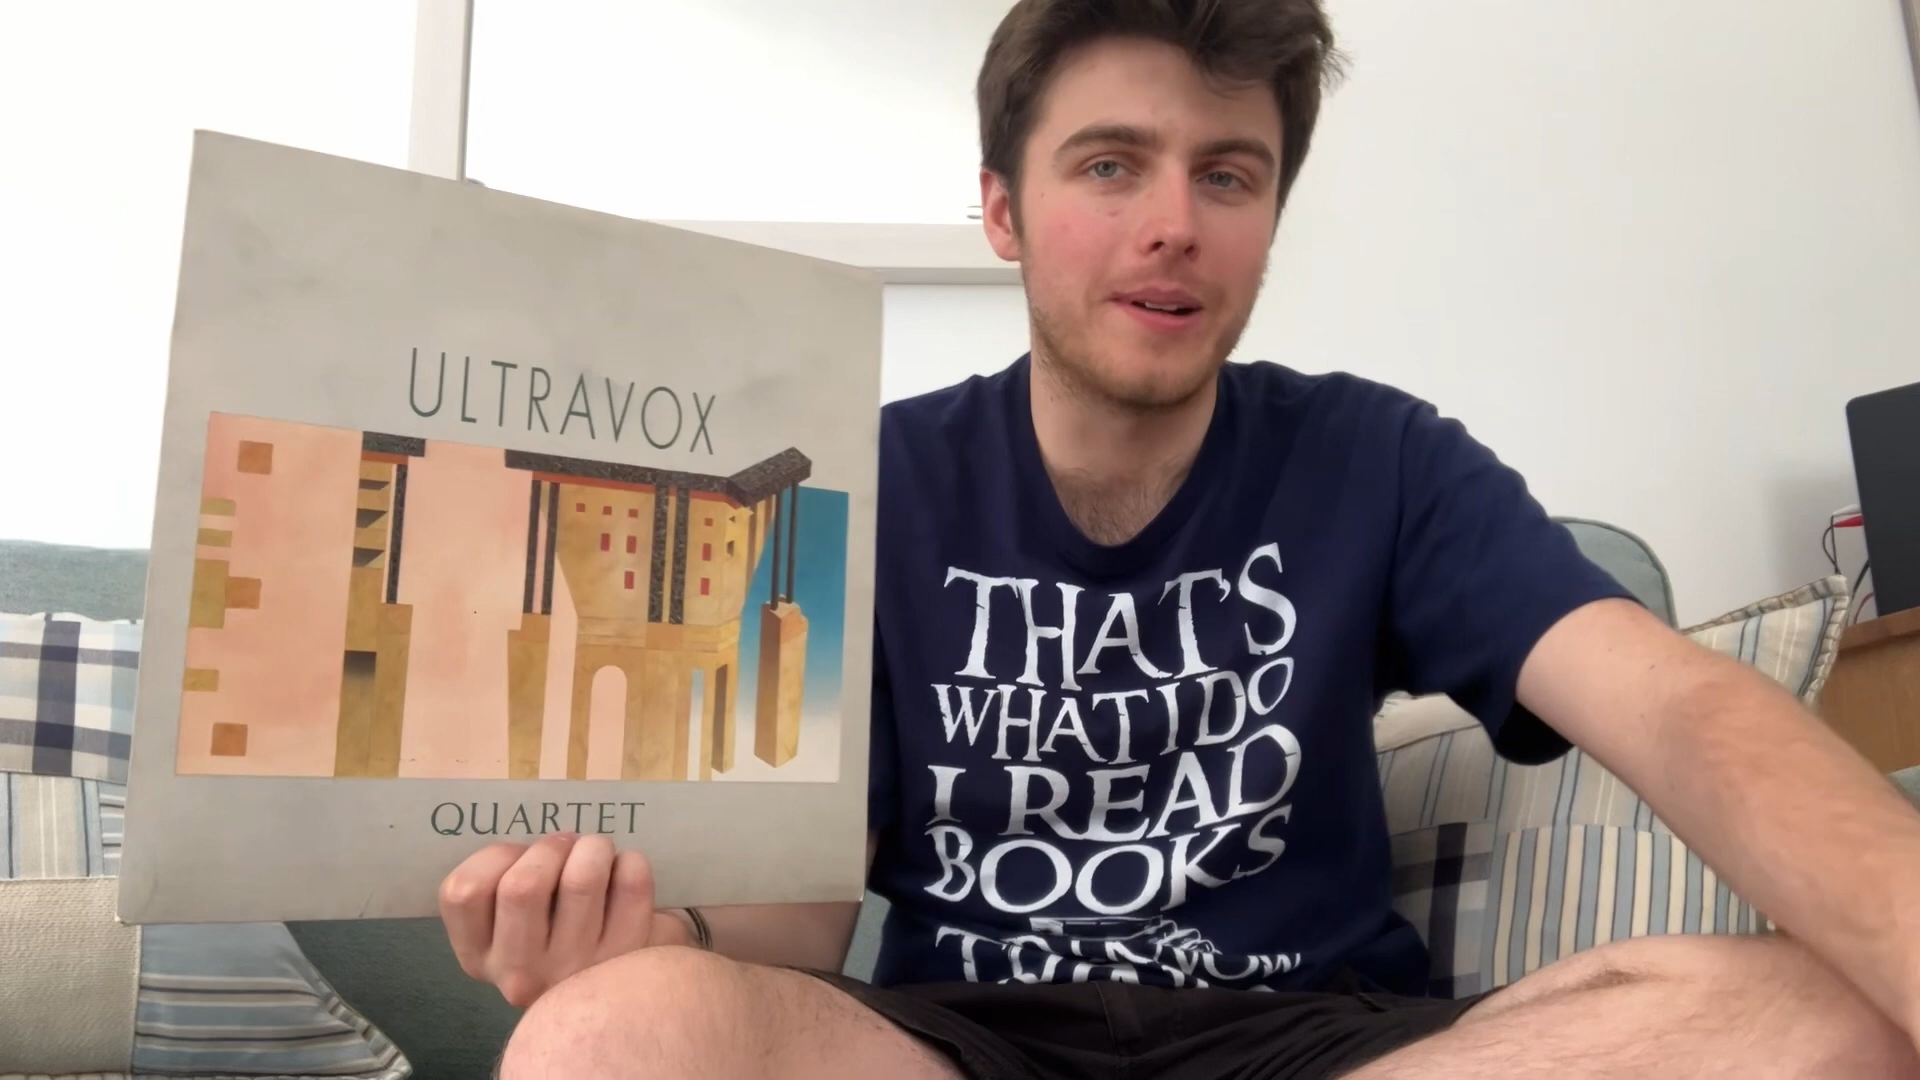 ULTRAVOX
QUARTET
THAT'S
WHAT I DO
I READ
BOOKS